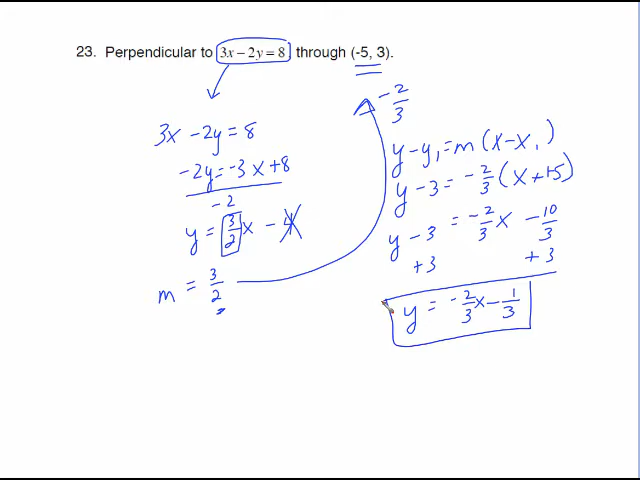 23. Perpendicular to 3x – 2y = 8 through (-5, 3).
3x - 2y = 8
-2y = -3x + 8
-2
y = 3/2 x - 4
m = 3/2
-2/3
y - y₁ = m (x - x₁)
y - 3 = -2/3 (x + 5)
y - 3 = -2/3 x - 10/3
+3 +3
y = -2/3 x - 1/3